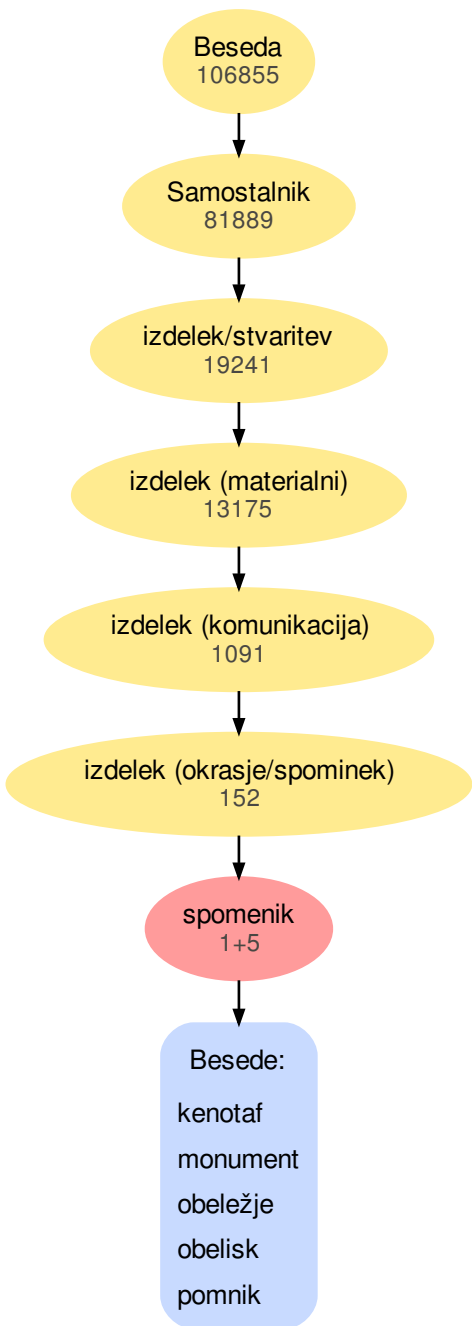 Beseda
106855
Samostalnik
81889
izdelek/stvaritev
19241
izdelek (materialni)
13175
izdelek (komunikacija)
1091
izdelek (okrasje/spominek)
152
spomenik
1+5
Besede:
kenotaf
monument
obeležje
obelisk
pomnik